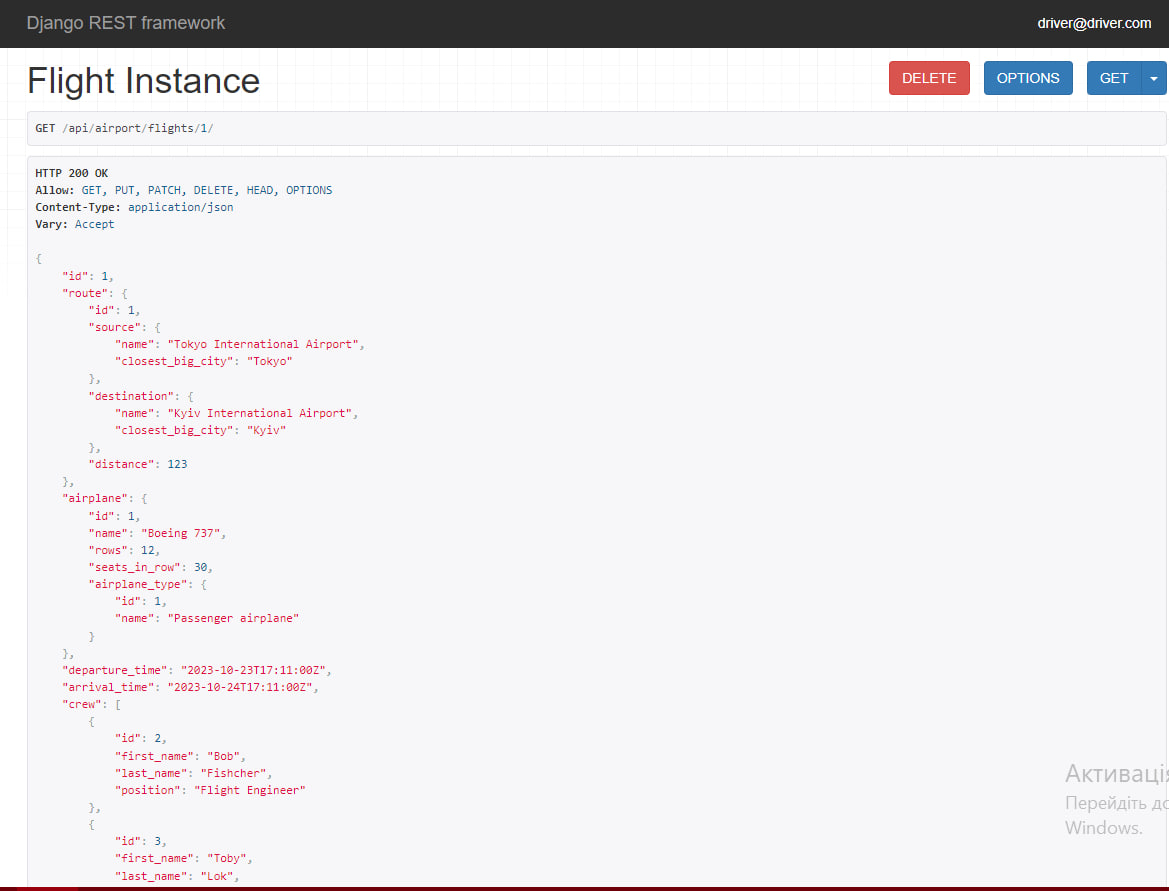 Django REST framework
driver@driver.com
Flight Instance
DELETE
OPTIONS
GET
GET /api/airport/flights/1/
HTTP 200 OK
Allow: GET, PUT, PATCH, DELETE, HEAD, OPTIONS
Content-Type: application/json
Vary: Accept
{
    "id": 1,
    "route": {
        "id": 1,
        "source": {
            "name": "Tokyo International Airport",
            "closest_big_city": "Tokyo"
        },
        "destination": {
            "name": "Kyiv International Airport",
            "closest_big_city": "Kyiv"
        },
        "distance": 123
    },
    "airplane": {
        "id": 1,
        "name": "Boeing 737",
        "rows": 12,
        "seats_in_row": 30,
        "airplane_type": {
            "id": 1,
            "name": "Passenger airplane"
        }
    },
    "departure_time": "2023-10-23T17:11:00Z",
    "arrival_time": "2023-10-24T17:11:00Z",
    "crew": [
        {
            "id": 2,
            "first_name": "Bob",
            "last_name": "Fishcher",
            "position": "Flight Engineer"
        },
        {
            "id": 3,
            "first_name": "Toby",
            "last_name": "Lok",
Активація
Перейдіть до
Windows.